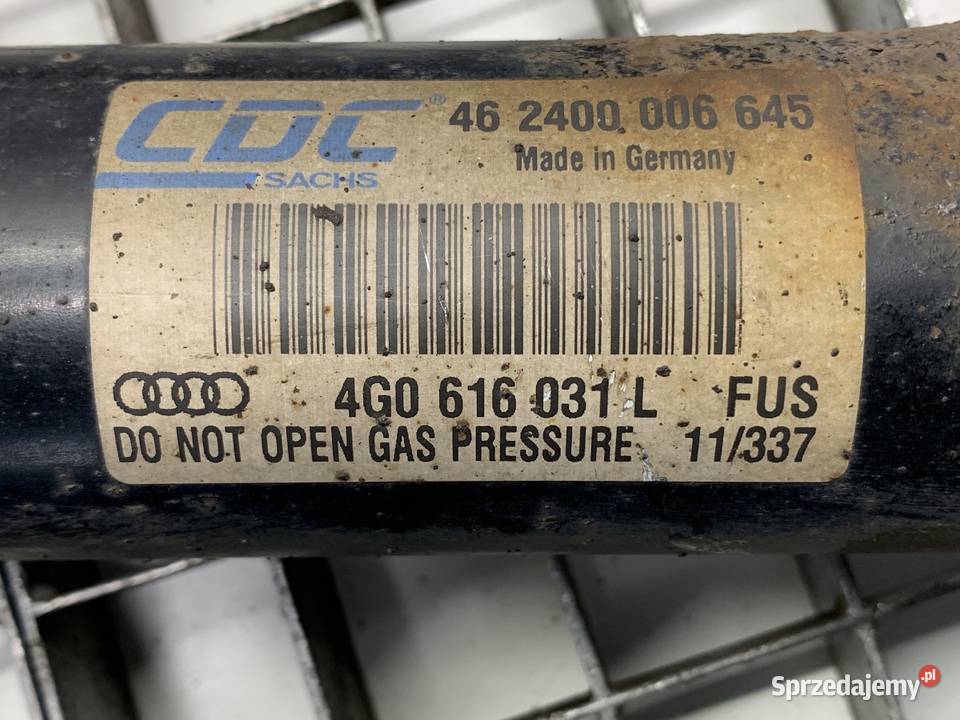 CDC® 46 2400 006 645
Made in Germany
SACHS
4G0 616 031 L FUS
DO NOT OPEN GAS PRESSURE 11/337
Sprzedajemy.pl